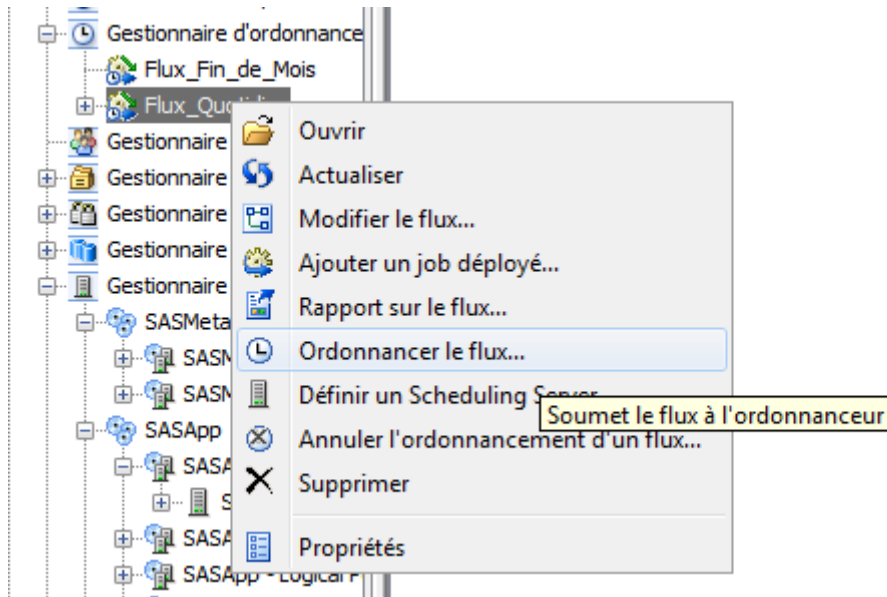 Gestionnaire d'ordonnance
Flux_Fin_de_Mois
Gestionnaire
Gestionnaire
Gestionnaire
Gestionnaire
Gestionnaire
SASMeta
SASApp
SASApp
Ouvrir
Actualiser
Modifier le flux...
Ajouter un job déployé...
Rapport sur le flux...
Ordonnancer le flux...
Définir un Scheduling Server
Soumet le flux à l'ordonnanceur
Annuler l'ordonnancement d'un flux...
Supprimer
Propriétés